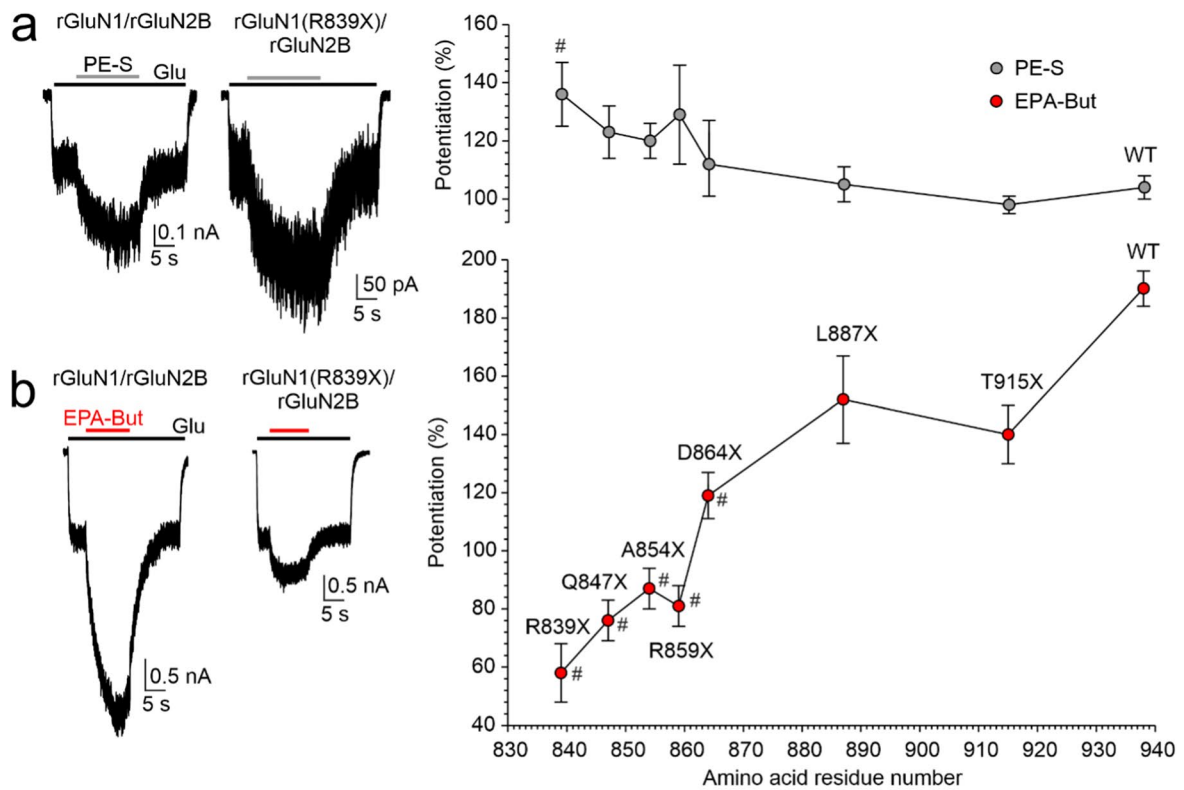 a
rGluN1/rGluN2B
rGluN1(R839X)/
rGluN2B
PE-S
Glu
0.1 nA
5 s
50 pA
5 s
b
rGluN1/rGluN2B
rGluN1(R839X)/
rGluN2B
EPA-But
Glu
0.5 nA
5 s
0.5 nA
5 s
Potentiation (%)
160
140
120
100
#
PE-S
EPA-But
WT
Potentiation (%)
200
180
160
140
120
100
80
60
40
WT
L887X
T915X
D864X
#
A854X
#
Q847X
#
#
R839X
R859X
#
830 840 850 860 870 880 890 900 910 920 930 940
Amino acid residue number